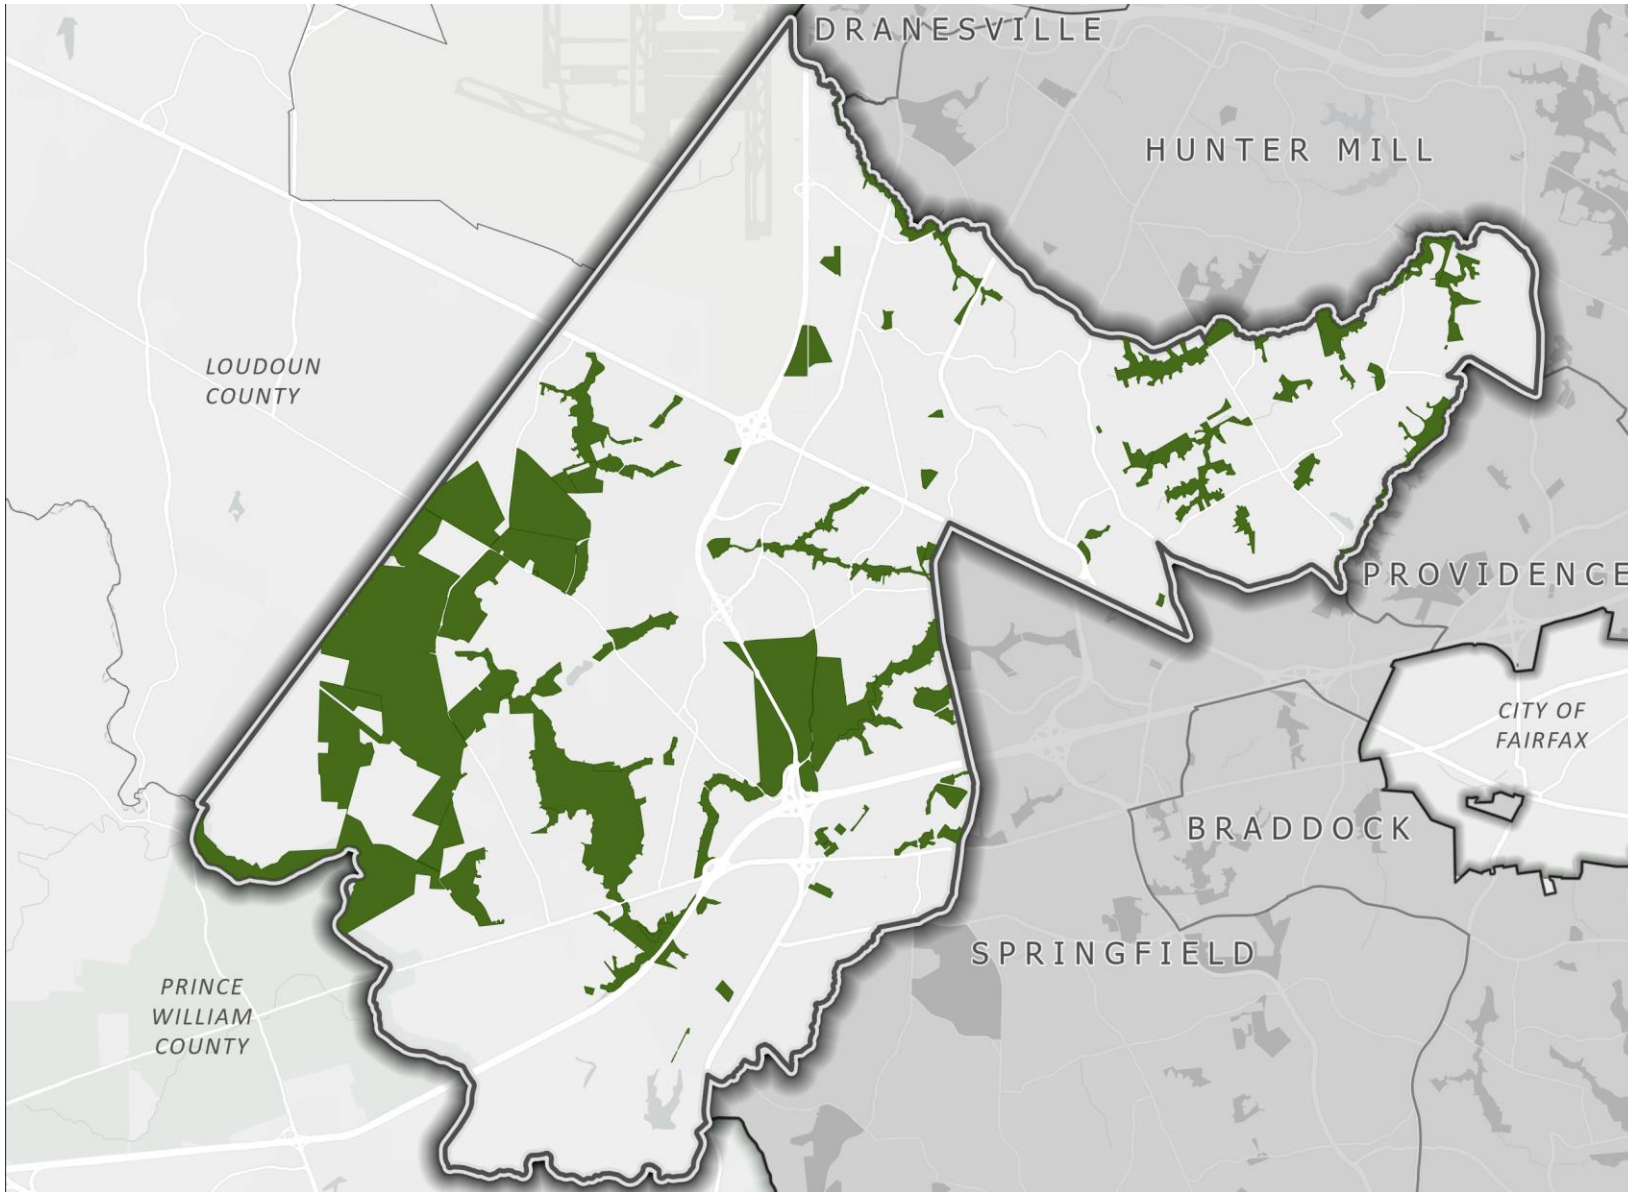 DRANESVILLE
HUNTER MILL
LOUDOUN
COUNTY
PROVIDENCE
CITY OF
FAIRFAX
BRADDOCK
SPRINGFIELD
PRINCE
WILLIAM
COUNTY